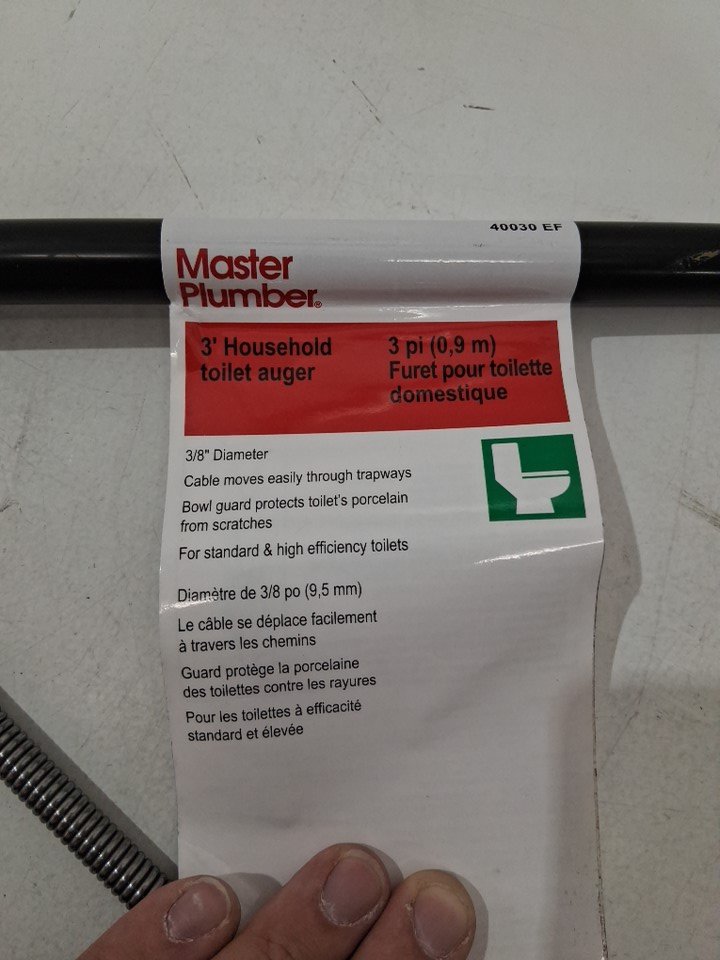 40030 EF
Master
Plumber®
3' Household
toilet auger
3 pi (0,9 m)
Furet pour toilette
domestique
3/8" Diameter
Cable moves easily through trapways
Bowl guard protects toilet's porcelain
from scratches
For standard & high efficiency toilets
Diamètre de 3/8 po (9,5 mm)
Le câble se déplace facilement
à travers les chemins
Guard protège la porcelaine
des toilettes contre les rayures
Pour les toilettes à efficacité
standard et élevée